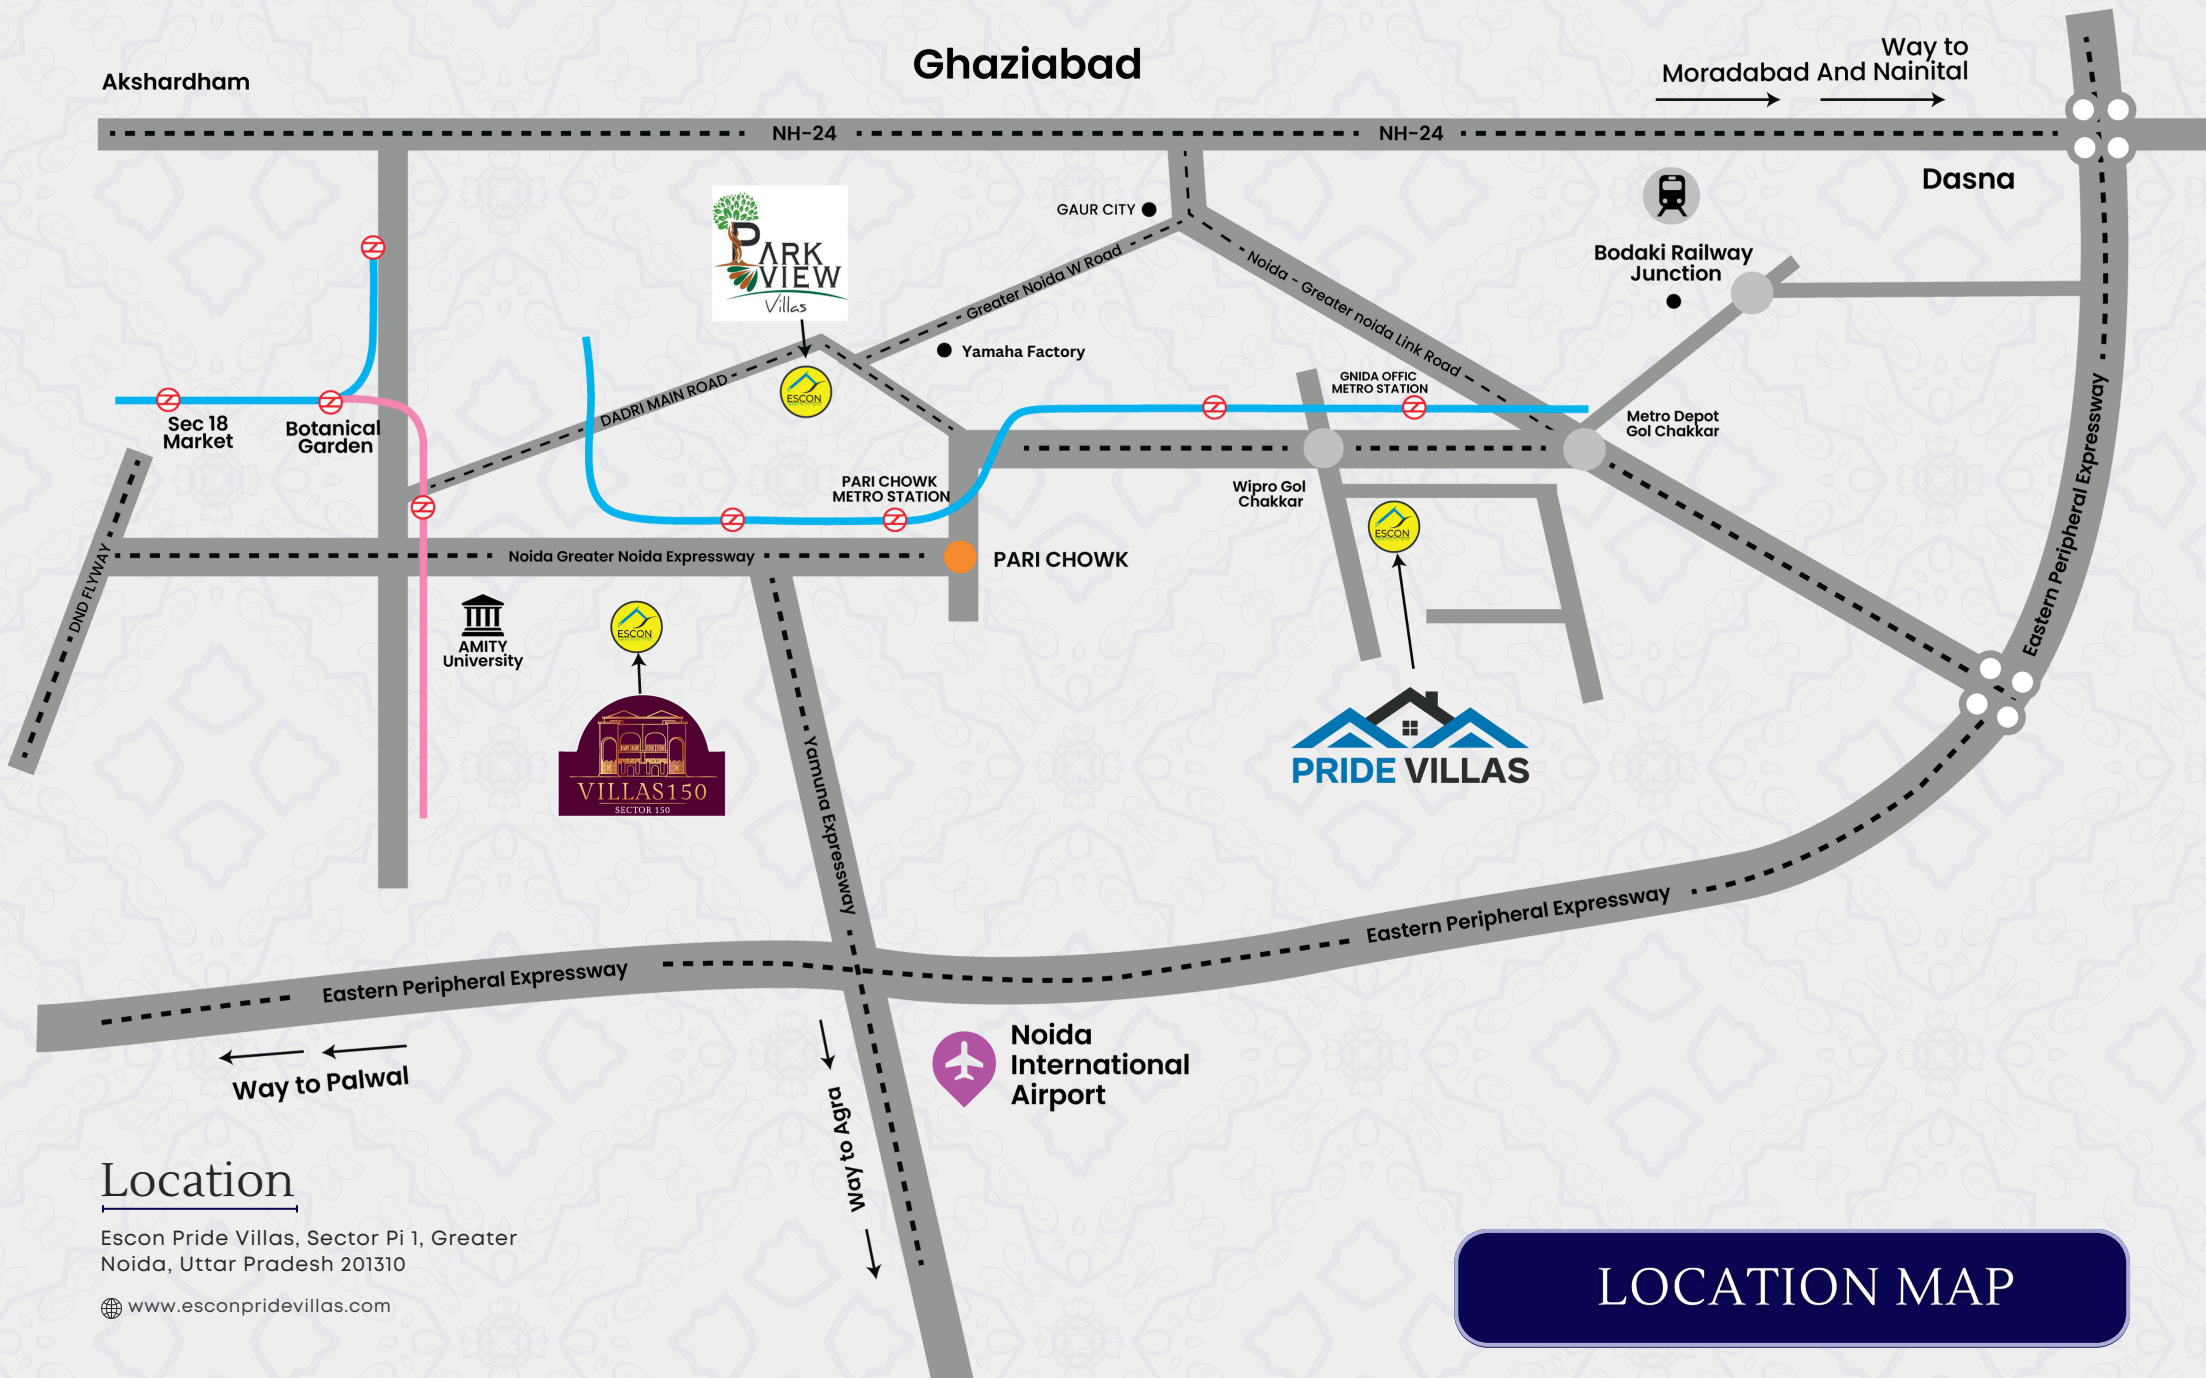 Ghaziabad
Akshardham
Way to
Moradabad And Nainital
NH-24
NH-24
Dasna
PARK
VIEW
Villas
GAUR CITY
Greater Noida W Road
Noida - Greater noida Link Road
Bodaki Railway
Junction
Yamaha Factory
DADRI MAIN ROAD
ESCON
GNIDA OFFIC
METRO STATION
Metro Depot
Gol Chakkar
Eastern Peripheral Expressway
Sec 18
Market
Botanical
Garden
PARI CHOWK
METRO STATION
Wipro Gol
Chakkar
ESCON
DND FLYWAY
Noida Greater Noida Expressway
PARI CHOWK
AMITY
University
ESCON
VILLAS150
SECTOR 150
Yamuna Expressway
PRIDE VILLAS
Eastern Peripheral Expressway
Eastern Peripheral Expressway
Way to Palwal
Way to Agra
Noida
International
Airport
Location
Escon Pride Villas, Sector Pi 1, Greater
Noida, Uttar Pradesh 201310
www.esconpridevillas.com
LOCATION MAP